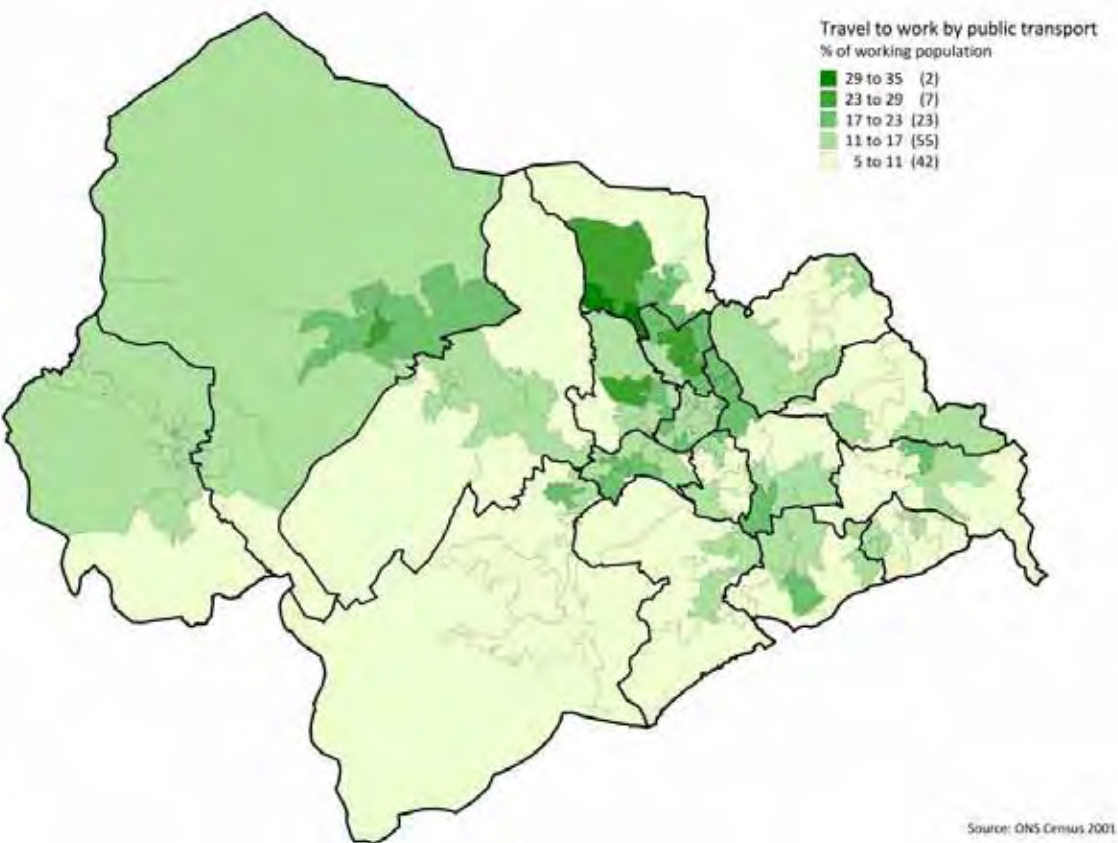 Travel to work by public transport
% of working population
29 to 35 (2)
23 to 29 (7)
17 to 23 (23)
11 to 17 (55)
5 to 11 (42)
Source: ONS Census 2001